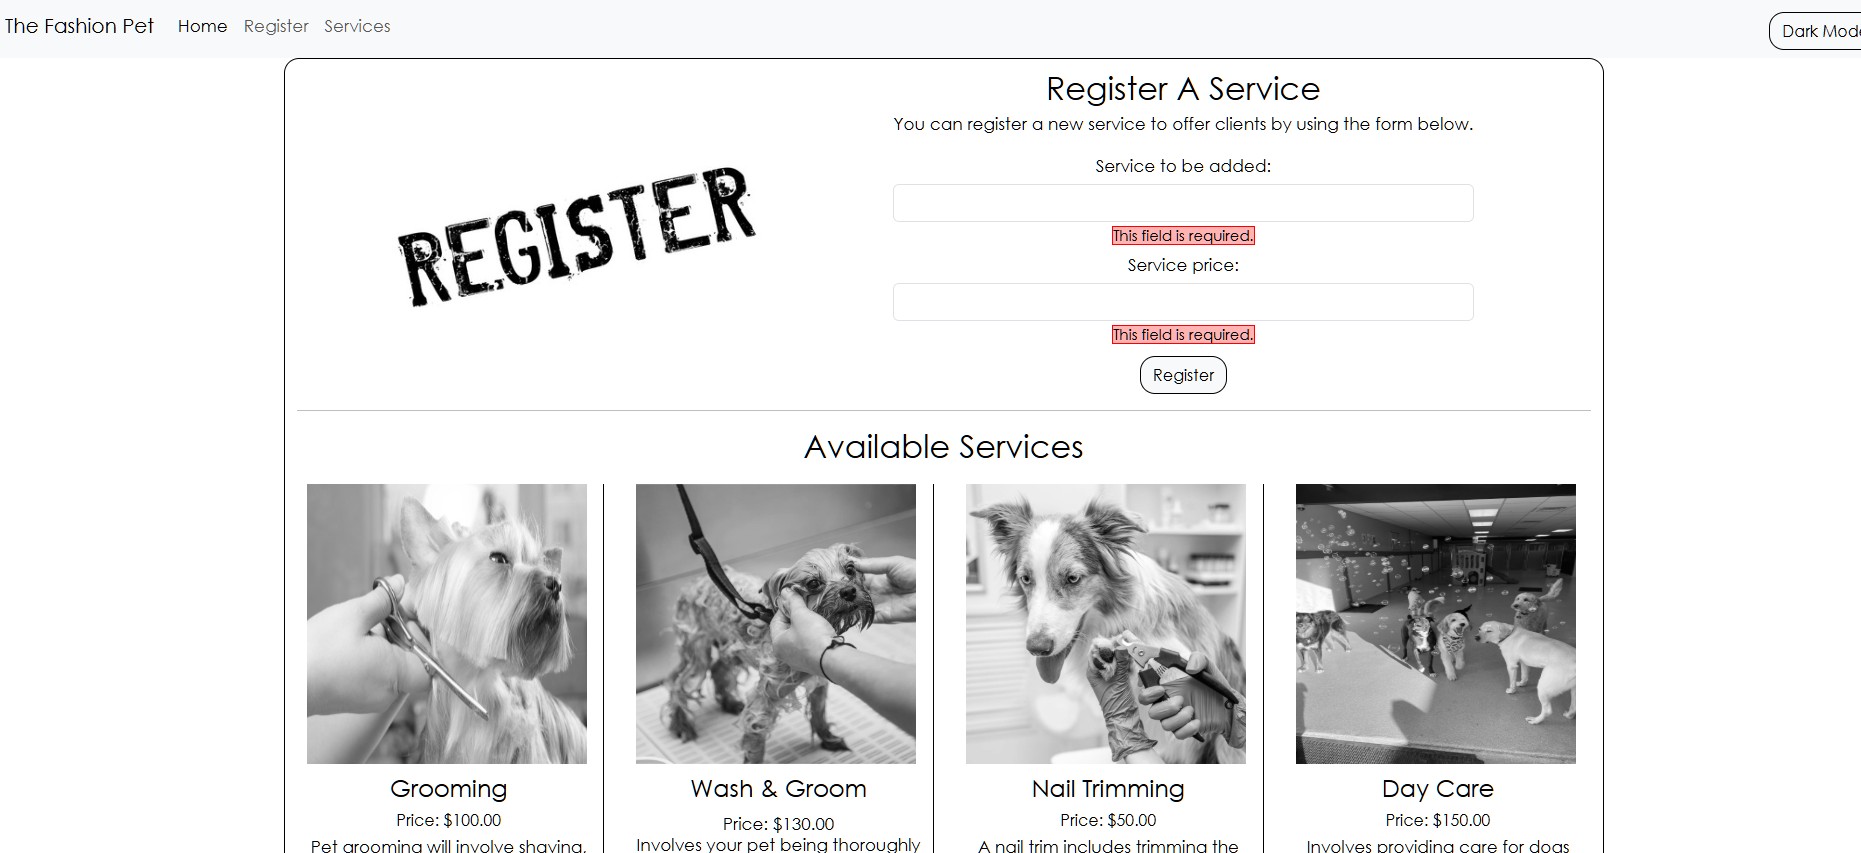 The Fashion Pet Home Register Services
Dark Mode
Register A Service
You can register a new service to offer clients by using the form below.
REGISTER
Service to be added:
This field is required.
Service price:
This field is required.
Register
Available Services
Grooming
Price: $100.00
Pet grooming will involve shaving,
Wash & Groom
Price: $130.00
Involves your pet being thoroughly
Nail Trimming
Price: $50.00
A nail trim includes trimming the
Day Care
Price: $150.00
Involves providing care for dogs